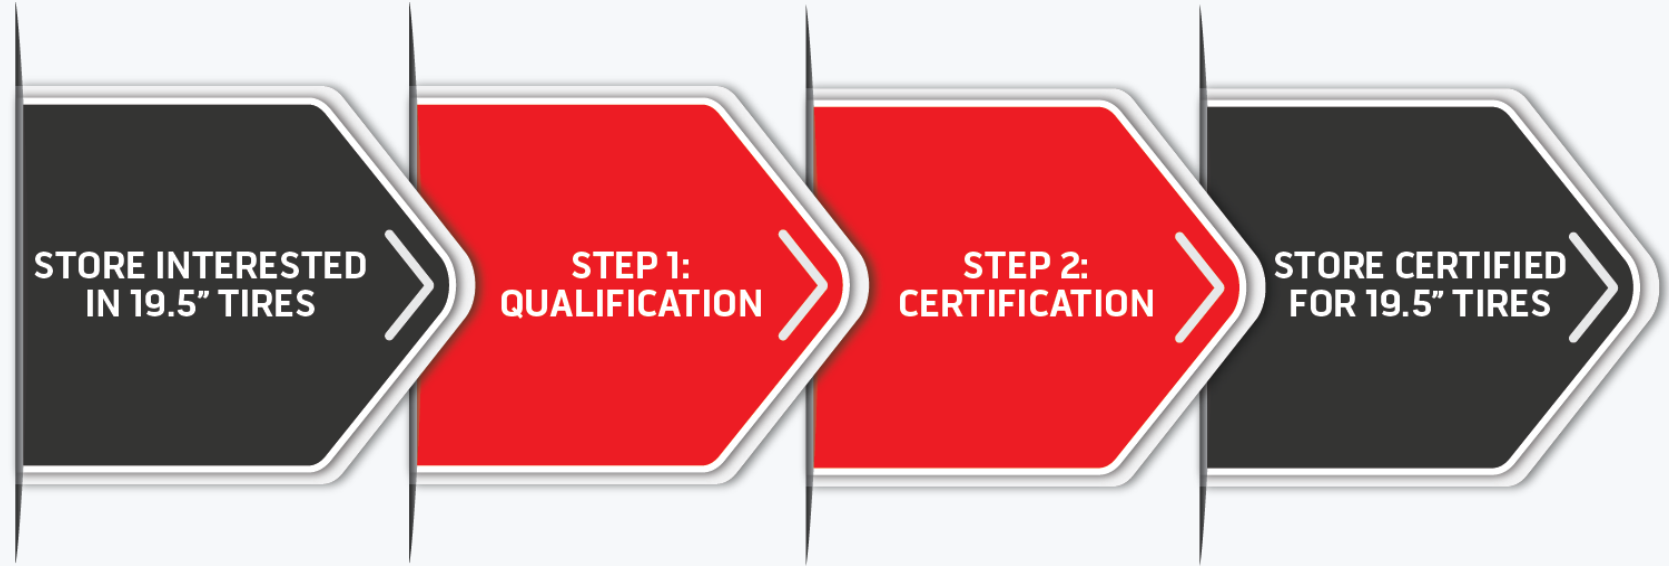 STORE INTERESTED
IN 19.5” TIRES
STEP 1:
QUALIFICATION
STEP 2:
CERTIFICATION
STORE CERTIFIED
FOR 19.5” TIRES